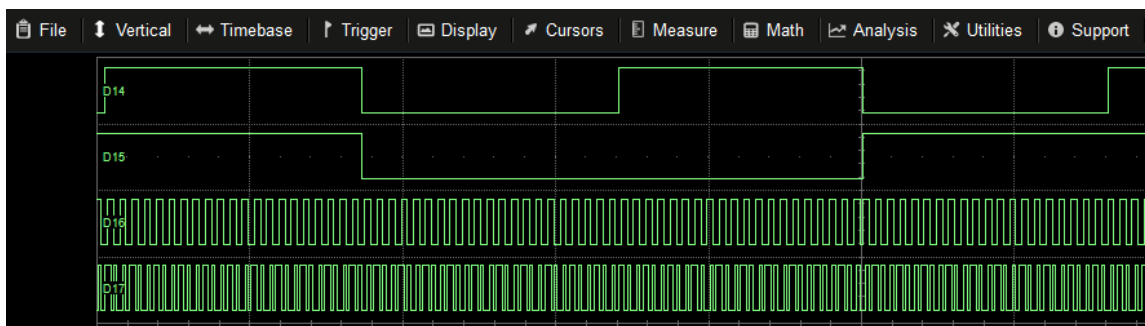 File Vertical Timebase Trigger Display Cursors Measure Math Analysis Utilities Support
D14
D15
D16
D17